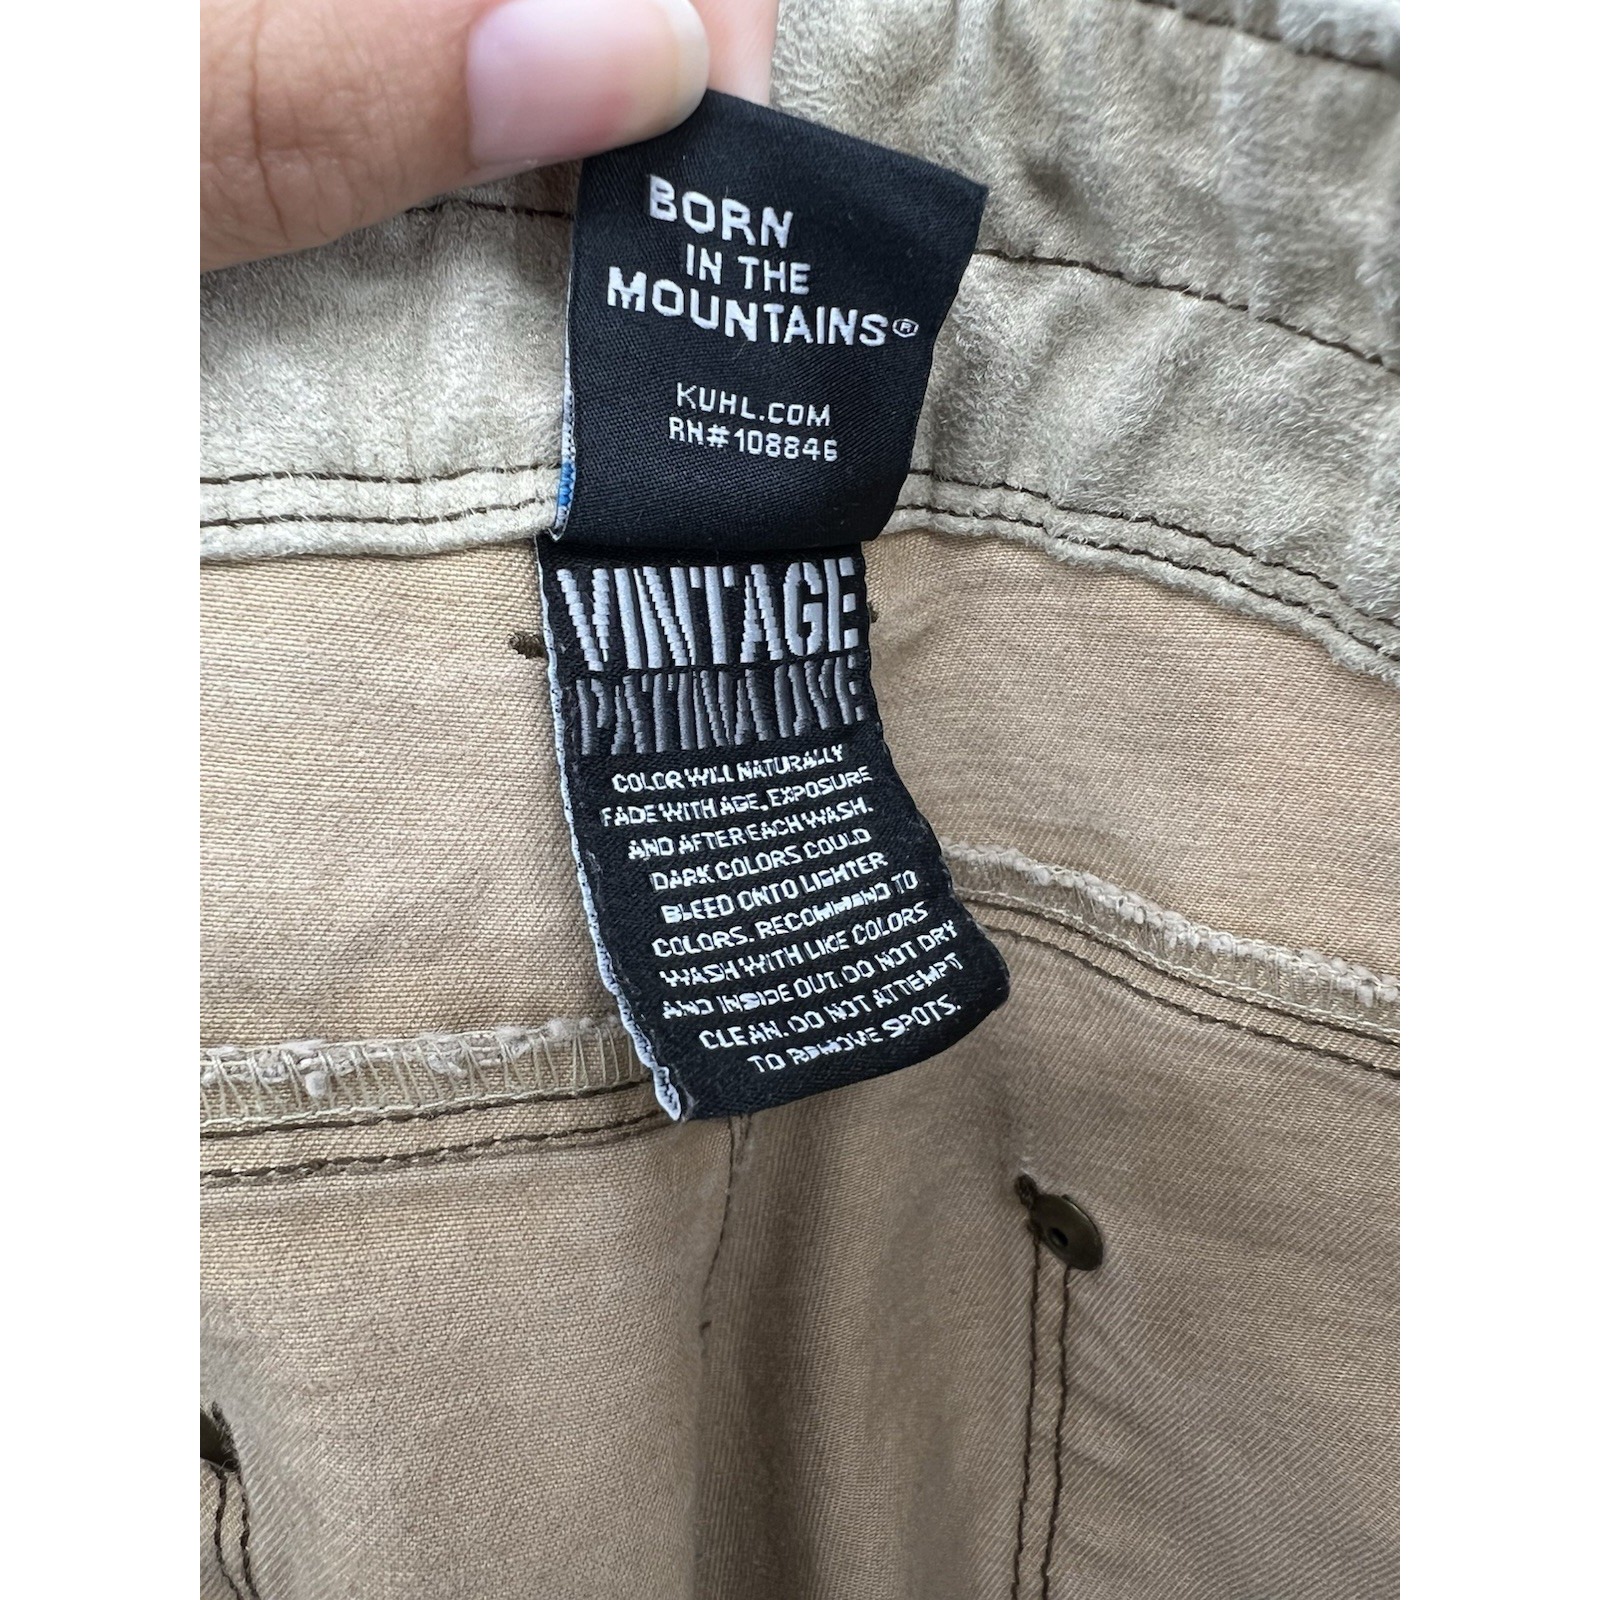 BORN
IN THE
MOUNTAINS®
KUHL.COM
RN#108846
VINTAGE
PATINA DYE
COLOR WILL NATURALLY
FADE WITH AGE, EXPOSURE
AND AFTER EACH WASH.
DARK COLORS COULD
BLEED ONTO LIGHTER
COLORS. RECOMMEND TO
WASH WITH LIKE COLORS
AND INSIDE OUT. DO NOT DRY
CLEAN. DO NOT ATTEMPT
TO REMOVE SPOTS.